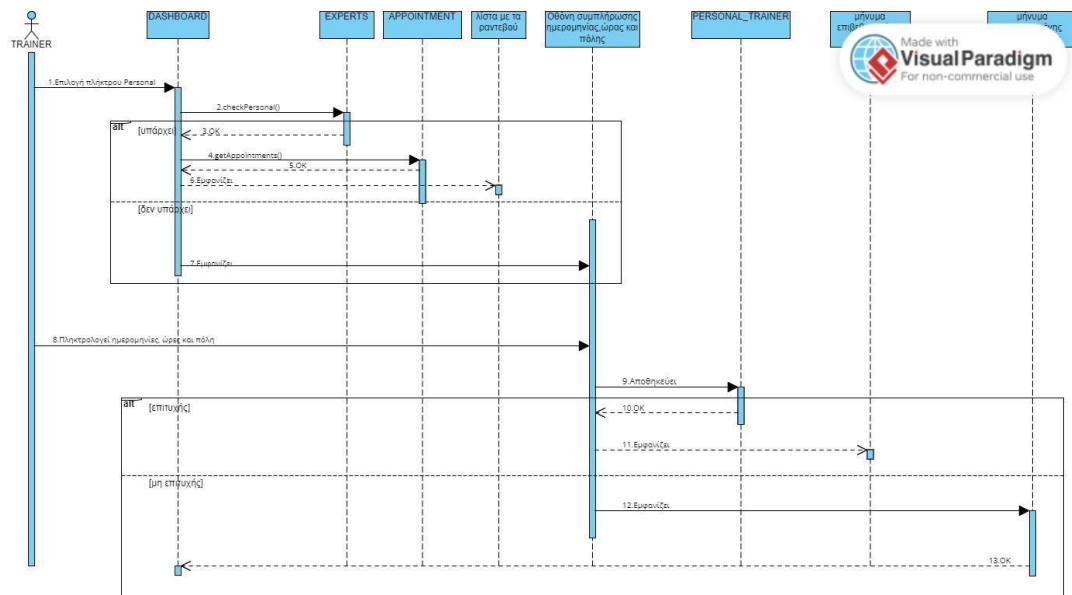 TRAINER
DASHBOARD
EXPERTS
APPOINTMENT
λίστα με τα
ραντεβού
Οθόνη συμπλήρωσης
ημερομηνίας,ώρας και
πόλης
PERSONAL_TRAINER
μήνυμα
μήνυμα
Made with
Visual Paradigm
For non-commercial use
1.Επιλογή πλήκτρου Personal
2.checkPersonal()
alt
[υπάρχει]
3.OK
4.getAppointments()
5.OK
6.Εμφανίζει
[δεν υπάρχει]
7.Εμφανίζει
8.Πληκτρολογεί ημερομηνίες, ώρες και πόλη
9.Αποθηκεύει
alt
[επιτυχής]
10.OK
11.Εμφανίζει
[μη επιτυχής]
12.Εμφανίζει
13.OK